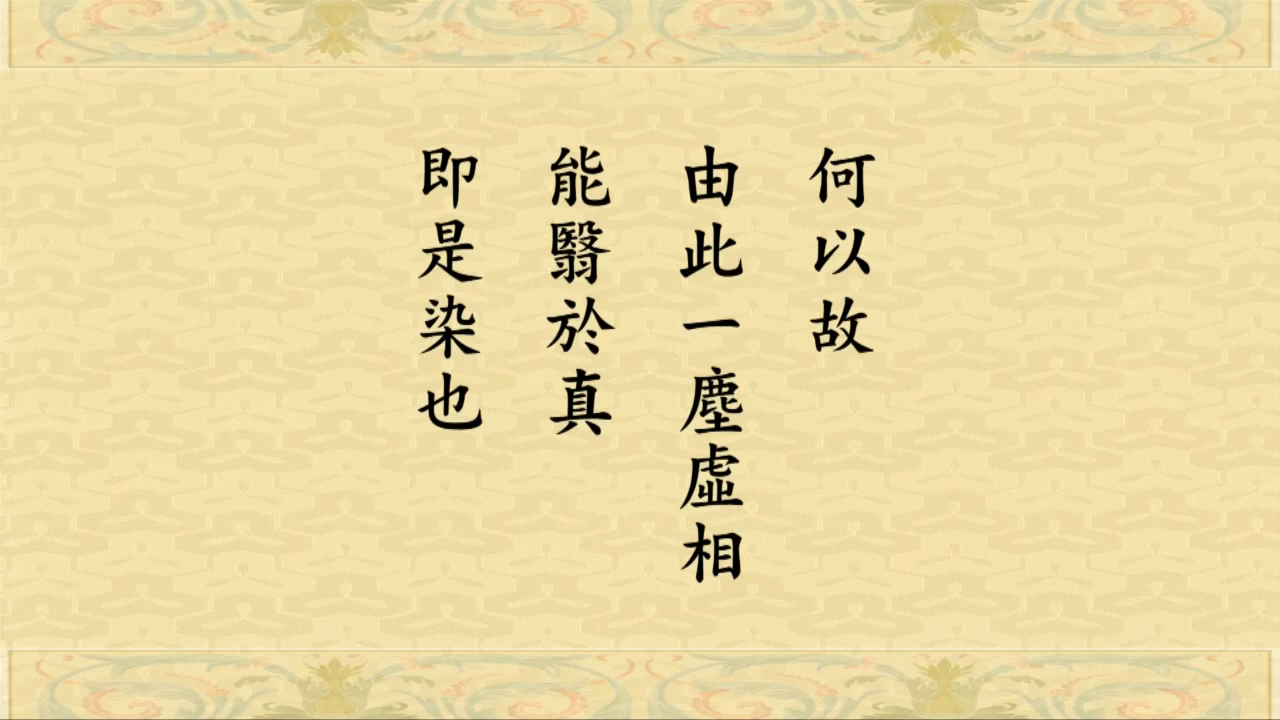 何以故
由此一塵虛相
能翳於真
即是染也